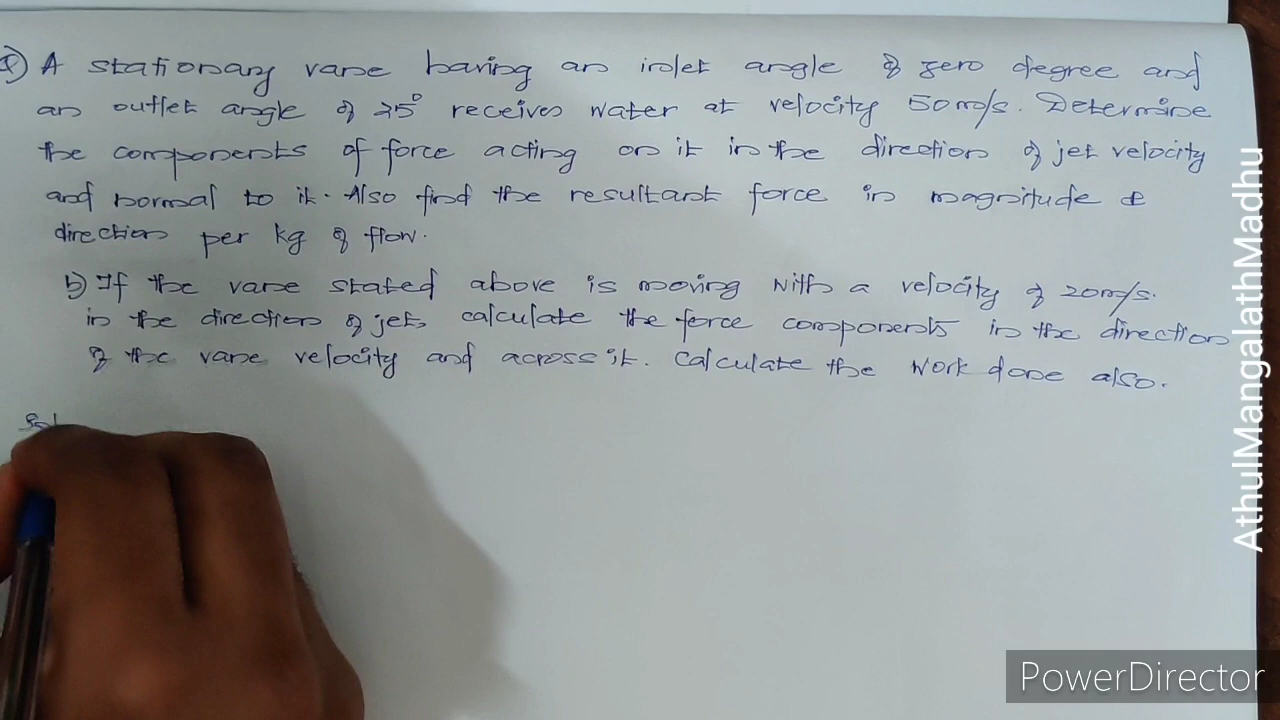 Q) A stationary vane having an inlet angle of zero degree and
an outlet angle of 25° receives water at velocity 50m/s. Determine
the components of force acting on it in the direction of jet velocity
and normal to it. Also find the resultant force in magnitude &
direction per kg of flow.
b) If the vane stated above is moving with a velocity of 20m/s.
in the direction of jet, calculate the force components in the direction
of the vane velocity and across it. Calculate the work done also.
Sol
AthulMangalathMadhu
PowerDirector